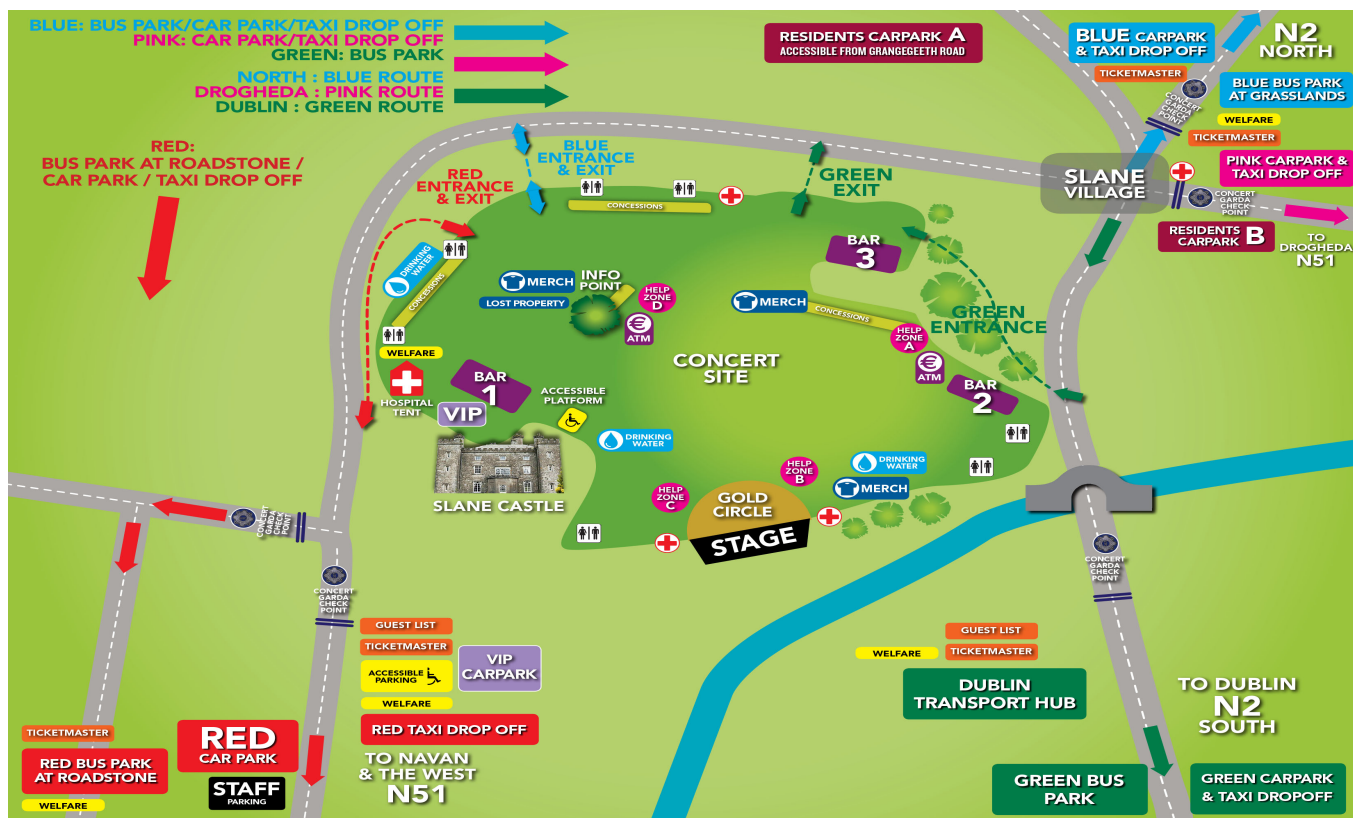 BLUE: BUS PARK/CAR PARK/TAXI DROP OFF
PINK: CAR PARK/TAXI DROP OFF
GREEN: BUS PARK
NORTH : BLUE ROUTE
DROGHEDA : PINK ROUTE
DUBLIN : GREEN ROUTE
RED:
BUS PARK AT ROADSTONE /
CAR PARK / TAXI DROP OFF
RESIDENTS CARPARK A
ACCESSIBLE FROM GRANGEGEETH ROAD
BLUE CARPARK
& TAXI DROP OFF
TICKETMASTER
N2
NORTH
CONCERT
GARDA
CHECK
POINT
BLUE BUS PARK
AT GRASSLANDS
WELFARE
TICKETMASTER
PINK CARPARK &
TAXI DROP OFF
SLANE
VILLAGE
CONCERT
GARDA
CHECK
POINT
RESIDENTS
CARPARK B
TO
DROGHEDA
N51
BLUE
ENTRANCE
& EXIT
RED
ENTRANCE
& EXIT
GREEN
EXIT
CONCESSIONS
DRINKING
WATER
CONCESSIONS
MERCH
LOST PROPERTY
INFO
POINT
HELP
ZONE
D
€
ATM
BAR
3
MERCH
CONCESSIONS
HELP
ZONE
A
€
ATM
GREEN
ENTRANCE
CONCERT
SITE
WELFARE
HOSPITAL
TENT
BAR
1
VIP
ACCESSIBLE
PLATFORM
BAR
2
DRINKING
WATER
SLANE CASTLE
HELP
ZONE
C
HELP
ZONE
B
DRINKING
WATER
MERCH
GOLD
CIRCLE
STAGE
CONCERT
GARDA
CHECK
POINT
CONCERT
GARDA
CHECK
POINT
CONCERT
GARDA
CHECK
POINT
GUEST LIST
TICKETMASTER
ACCESSIBLE
PARKING
VIP
CARPARK
WELFARE
RED TAXI DROP OFF
TO NAVAN
& THE WEST
N51
TICKETMASTER
RED BUS PARK
AT ROADSTONE
WELFARE
RED
CAR PARK
STAFF
PARKING
GUEST LIST
WELFARE
TICKETMASTER
DUBLIN
TRANSPORT HUB
TO DUBLIN
N2
SOUTH
GREEN BUS
PARK
GREEN CARPARK
& TAXI DROPOFF